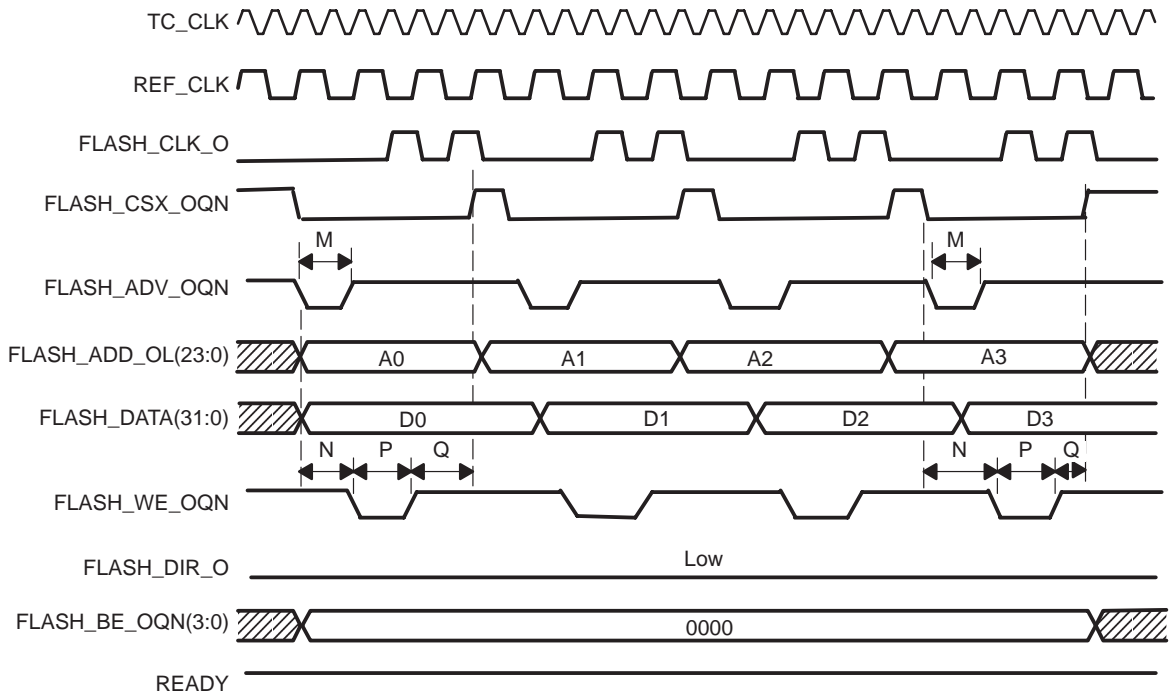 TC_CLK
REF_CLK
FLASH_CLK_O
FLASH_CSX_OQN
M M
FLASH_ADV_OQN
FLASH_ADD_OL(23:0) A0 A1 A2 A3
FLASH_DATA(31:0) D0 D1 D2 D3
N P Q N P Q
FLASH_WE_OQN
FLASH_DIR_O Low
FLASH_BE_OQN(3:0) 0000
READY